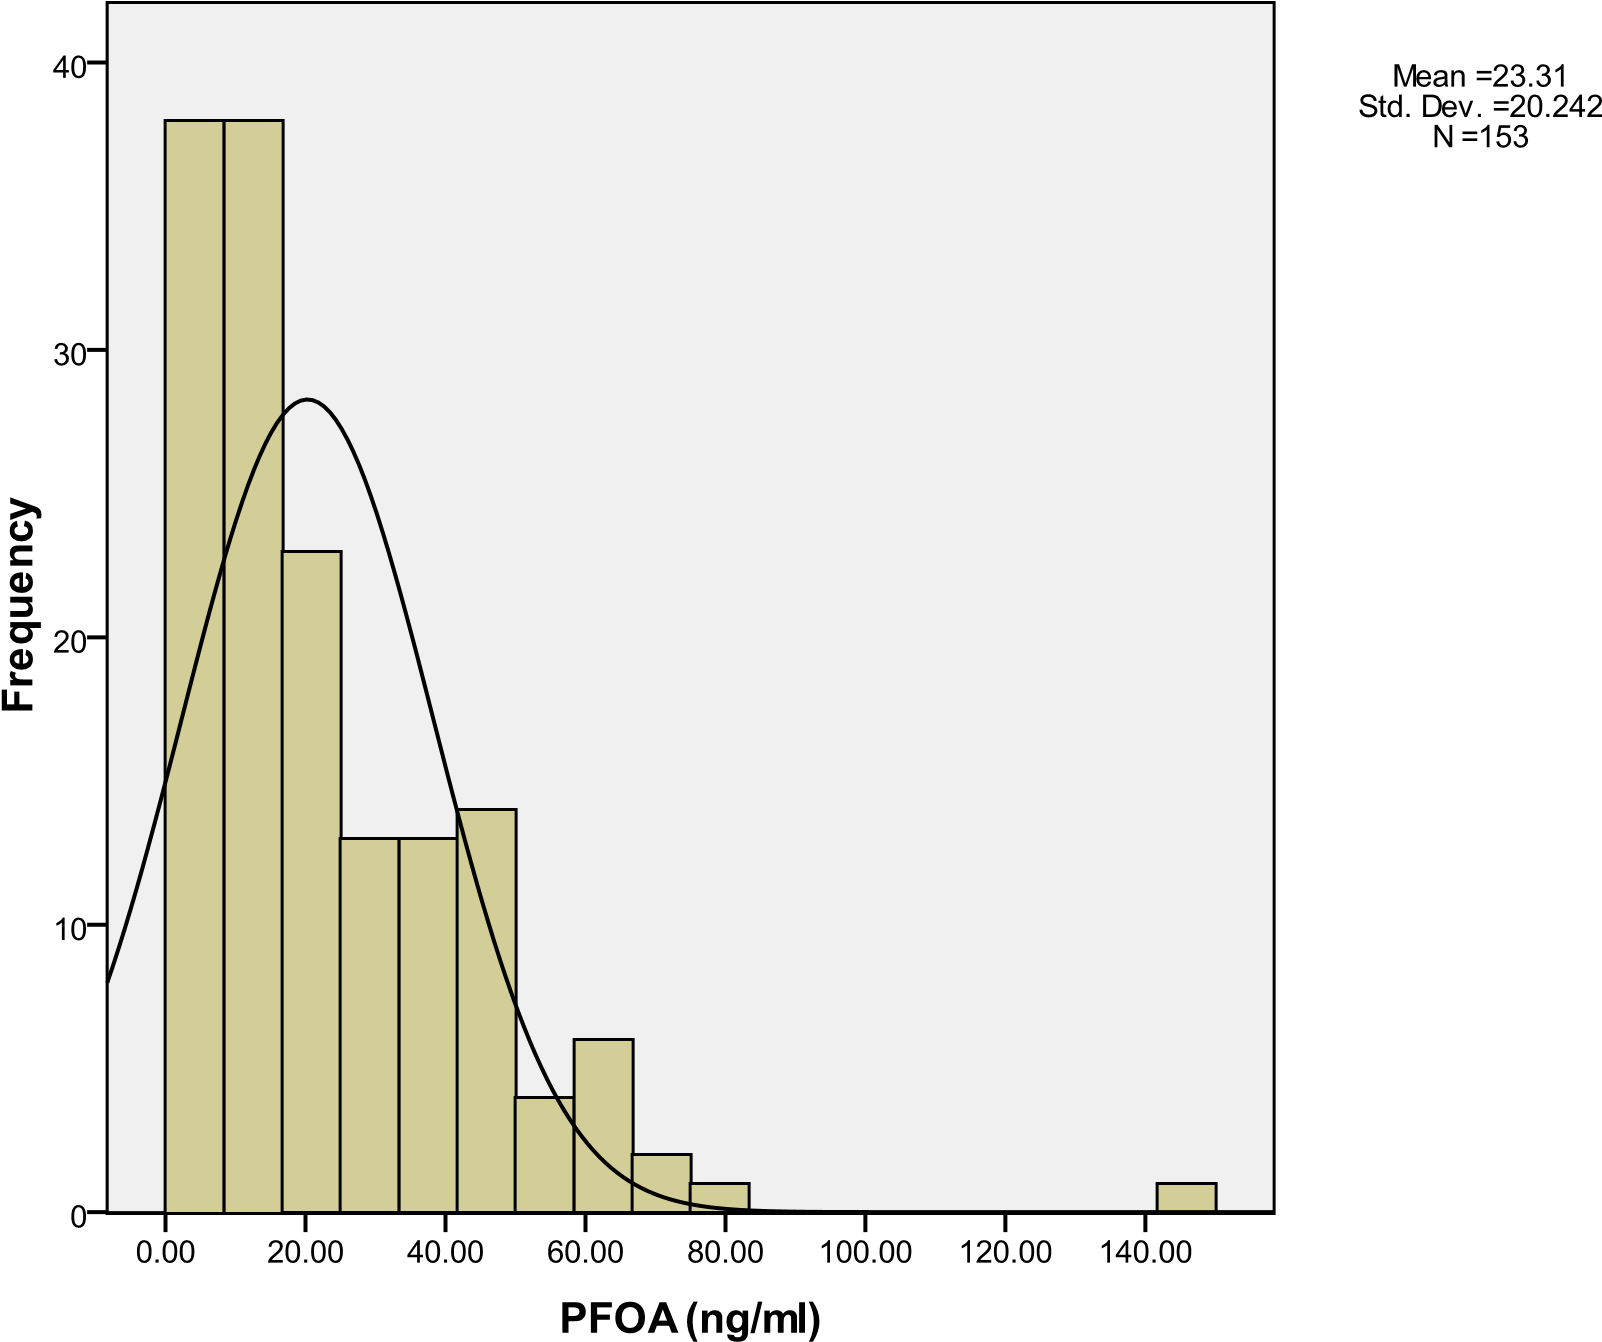 Mean =23.31
Std. Dev. =20.242
N =153
Frequency
40
30
20
10
0
0.00 20.00 40.00 60.00 80.00 100.00 120.00 140.00
PFOA (ng/ml)